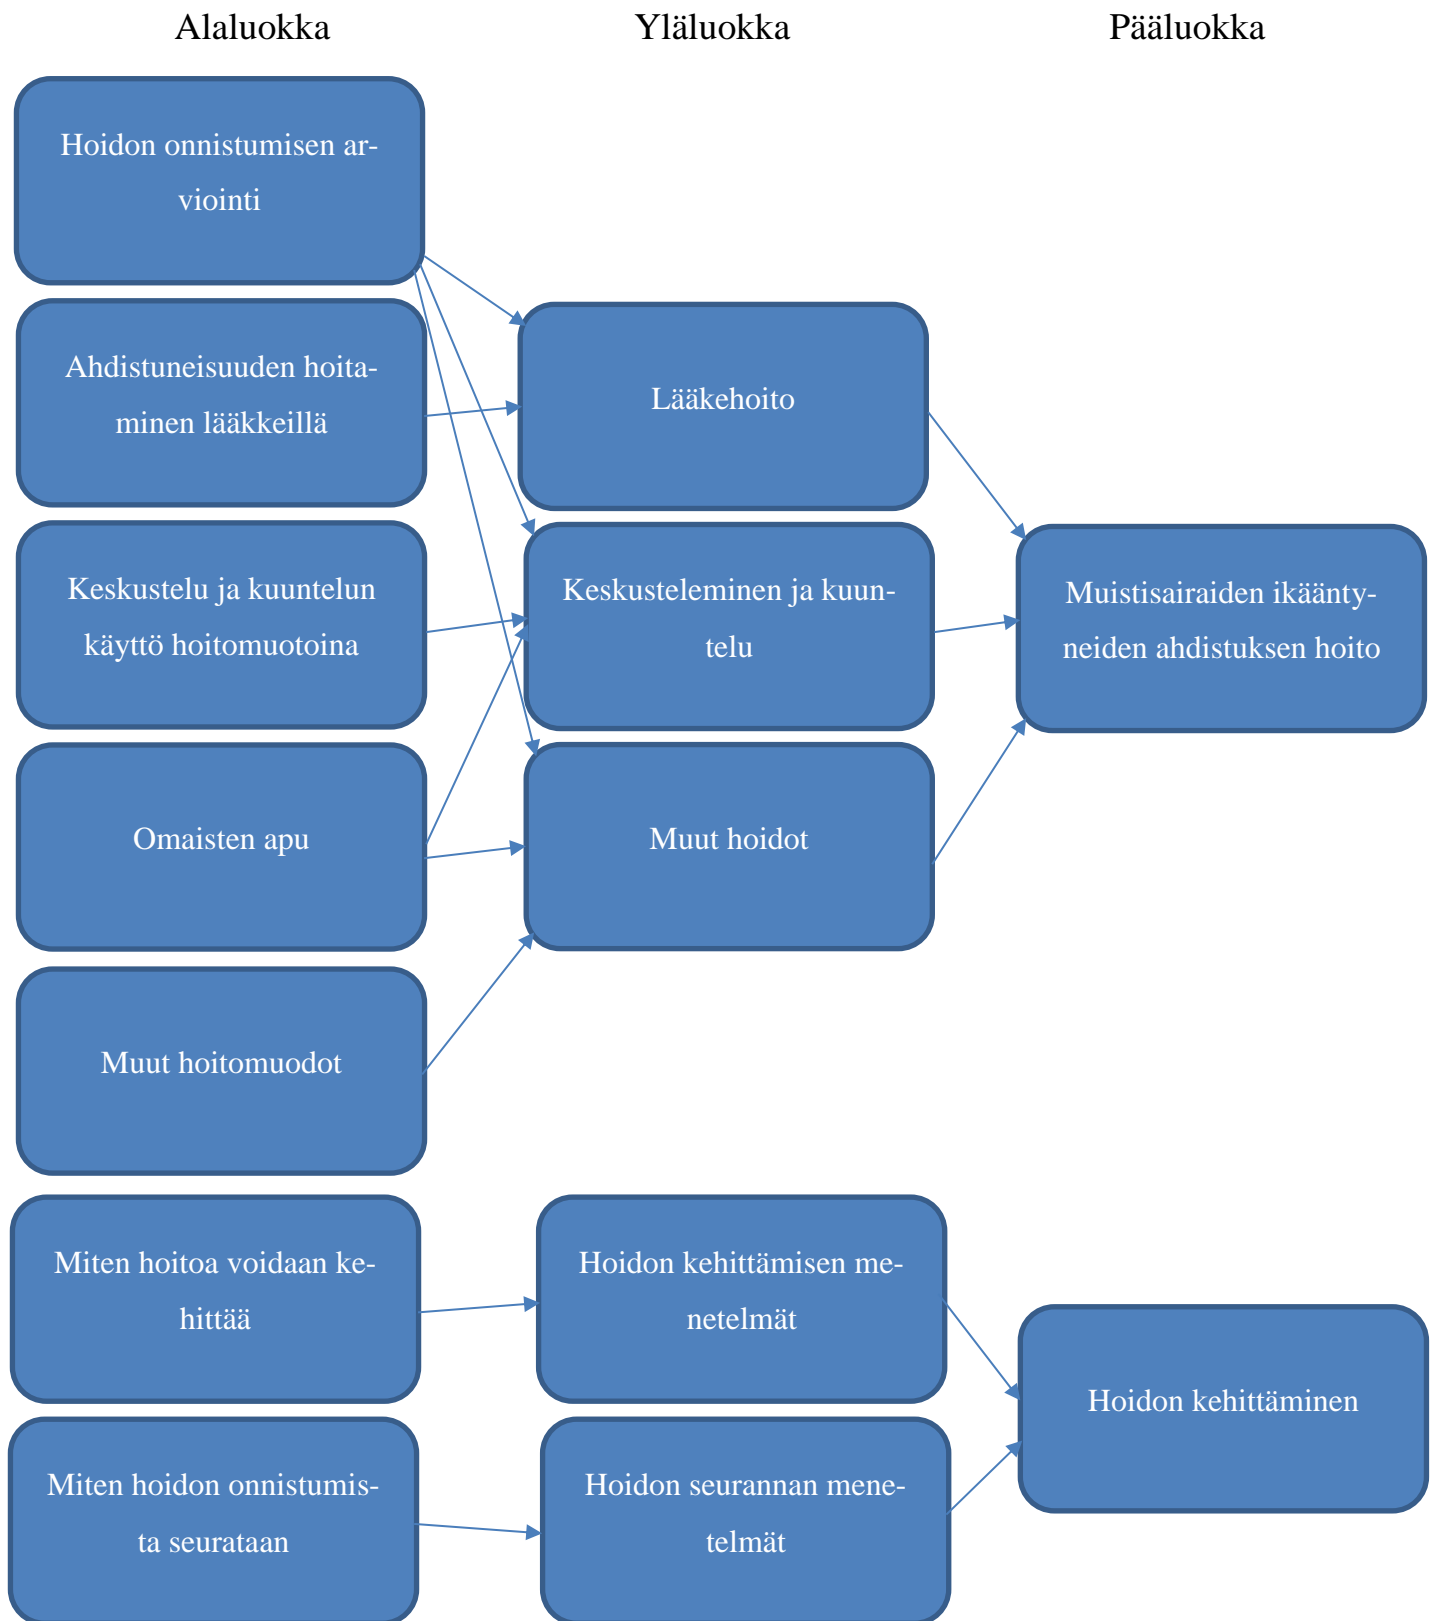 Alaluokka
Yläluokka
Pääluokka
Hoidon onnistumisen ar-
viointi
Ahdistuneisuuden hoita-
minen lääkkeillä
Lääkehoito
Keskustelu ja kuuntelun
käyttö hoitomuotoina
Keskusteleminen ja kuun-
telu
Muistisairaiden ikäänty-
neiden ahdistuksen hoito
Omaisten apu
Muut hoidot
Muut hoitomuodot
Miten hoitoa voidaan ke-
hittää
Hoidon kehittämisen me-
netelmät
Hoidon kehittäminen
Miten hoidon onnistumis-
ta seurataan
Hoidon seurannan mene-
telmät